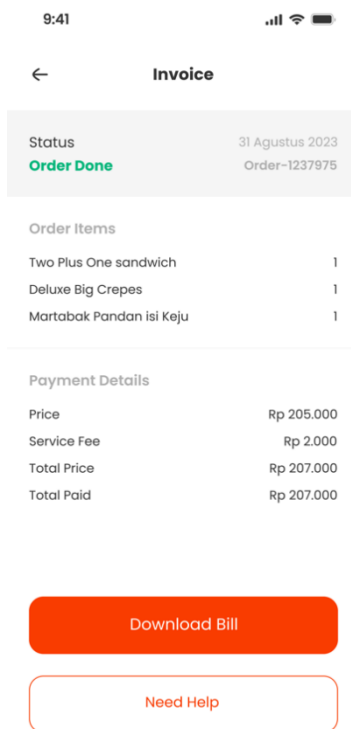 9:41
Invoice
Status 31 Agustus 2023
Order Done Order-1237975
Order Items
Two Plus One sandwich 1
Deluxe Big Crepes 1
Martabak Pandan isi Keju 1
Payment Details
Price Rp 205.000
Service Fee Rp 2.000
Total Price Rp 207.000
Total Paid Rp 207.000
Download Bill
Need Help